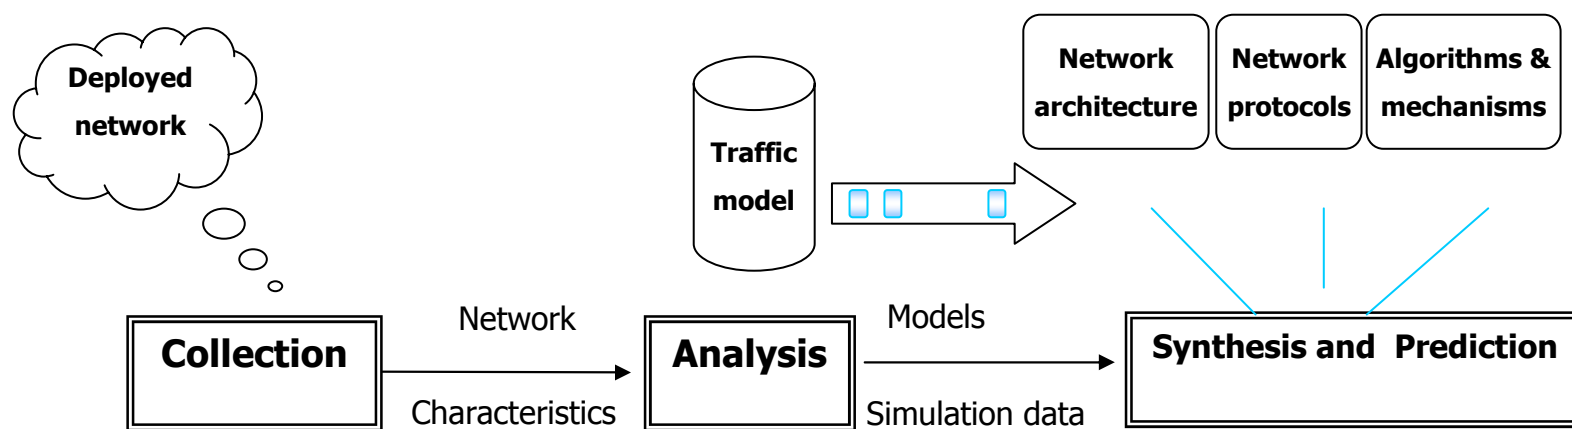 Deployed
network
Traffic
model
Network
architecture
Network
protocols
Algorithms &
mechanisms
Collection
Network
Characteristics
Analysis
Models
Simulation data
Synthesis and Prediction